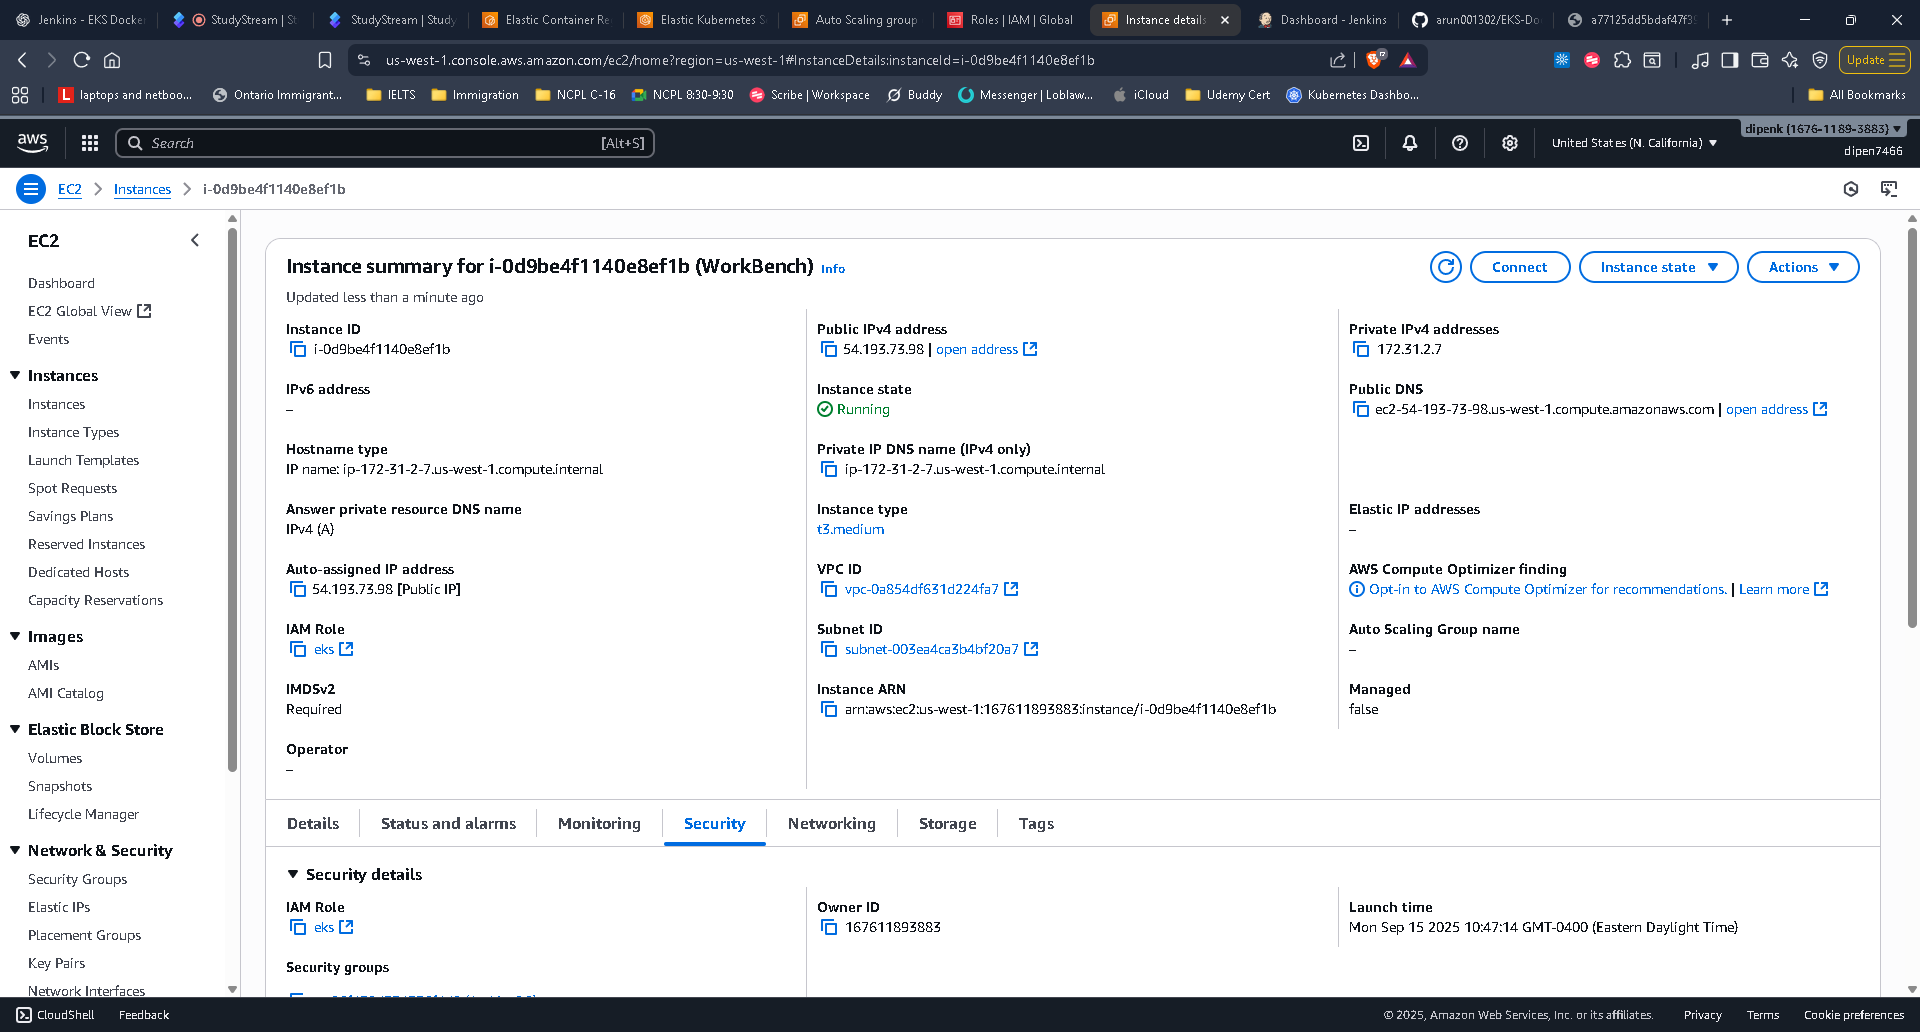 Jenkins - EKS Docker
StudyStream | St
StudyStream | Study
Elastic Container Re
Elastic Kubernetes S
Auto Scaling group
Roles | IAM | Global
Instance details
Dashboard - Jenkins
arun001302/EKS-Do
a77125dd5bdaf47f39
us-west-1.console.aws.amazon.com/ec2/home?region=us-west-1#InstanceDetails:instanceId=i-0d9be4f1140e8ef1b
Update
laptops and netboo...
Ontario Immigrant...
IELTS
Immigration
NCPL C-16
NCPL 8:30-9:30
Scribe | Workspace
Buddy
Messenger | Loblaw...
iCloud
Udemy Cert
Kubernetes Dashbo...
All Bookmarks
aws
Search
[Alt+S]
United States (N. California)
dipenk (1676-1189-3883)
dipen7466
EC2
Instances
i-0d9be4f1140e8ef1b
EC2
Dashboard
EC2 Global View
Events
Instances
Instances
Instance Types
Launch Templates
Spot Requests
Savings Plans
Reserved Instances
Dedicated Hosts
Capacity Reservations
Images
AMIs
AMI Catalog
Elastic Block Store
Volumes
Snapshots
Lifecycle Manager
Network & Security
Security Groups
Elastic IPs
Placement Groups
Key Pairs
Network Interfaces
Instance summary for i-0d9be4f1140e8ef1b (WorkBench) Info
Connect
Instance state
Actions
Updated less than a minute ago
Instance ID
i-0d9be4f1140e8ef1b
Public IPv4 address
54.193.73.98 | open address
Private IPv4 addresses
172.31.2.7
IPv6 address
–
Instance state
Running
Public DNS
ec2-54-193-73-98.us-west-1.compute.amazonaws.com | open address
Hostname type
IP name: ip-172-31-2-7.us-west-1.compute.internal
Private IP DNS name (IPv4 only)
ip-172-31-2-7.us-west-1.compute.internal
Answer private resource DNS name
IPv4 (A)
Instance type
t3.medium
Elastic IP addresses
–
Auto-assigned IP address
54.193.73.98 [Public IP]
VPC ID
vpc-0a854df631d224fa7
AWS Compute Optimizer finding
Opt-in to AWS Compute Optimizer for recommendations. | Learn more
IAM Role
eks
Subnet ID
subnet-003ea4ca3b4bf20a7
Auto Scaling Group name
–
IMDSv2
Required
Instance ARN
arn:aws:ec2:us-west-1:167611893883:instance/i-0d9be4f1140e8ef1b
Managed
false
Operator
–
Details
Status and alarms
Monitoring
Security
Networking
Storage
Tags
Security details
IAM Role
eks
Owner ID
167611893883
Launch time
Mon Sep 15 2025 10:47:14 GMT-0400 (Eastern Daylight Time)
Security groups
CloudShell
Feedback
© 2025, Amazon Web Services, Inc. or its affiliates.
Privacy
Terms
Cookie preferences